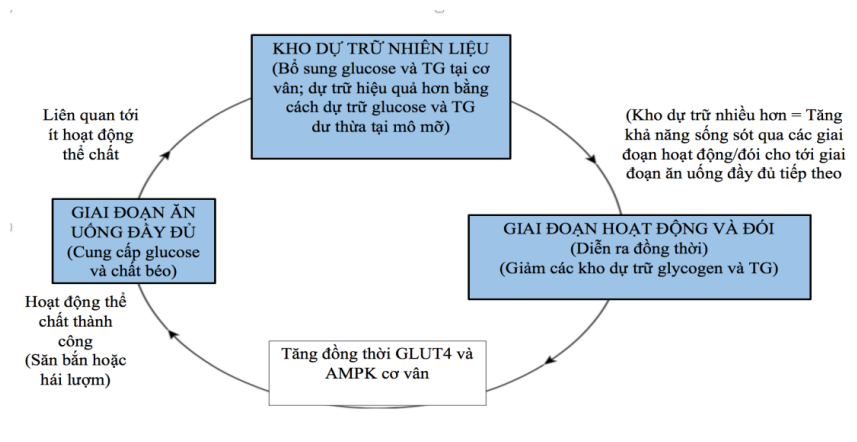 KHO DỰ TRỮ NHIÊN LIỆU
(Bổ sung glucose và TG tại cơ
vân; dự trữ hiệu quả hơn bằng
cách dự trữ glucose và TG
dư thừa tại mô mỡ)
Liên quan tới
ít hoạt động
thể chất
(Kho dự trữ nhiều hơn = Tăng
khả năng sống sót qua các giai
đoạn hoạt động/đói cho tới giai
đoạn ăn uống đầy đủ tiếp theo
GIAI ĐOẠN ĂN
UỐNG ĐẦY ĐỦ
(Cung cấp glucose
và chất béo)
GIAI ĐOẠN HOẠT ĐỘNG VÀ ĐÓI
(Diễn ra đồng thời)
(Giảm các kho dự trữ glycogen và TG)
Hoạt động thể
chất thành
công
(Săn bắn hoặc
hái lượm)
Tăng đồng thời GLUT4 và
AMPK cơ vân